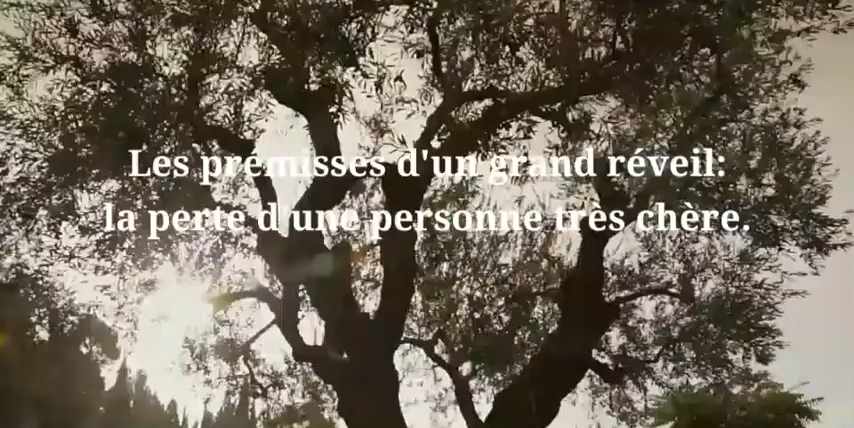 Les prémisses d'un grand réveil:
la perte d'une personne très chère.